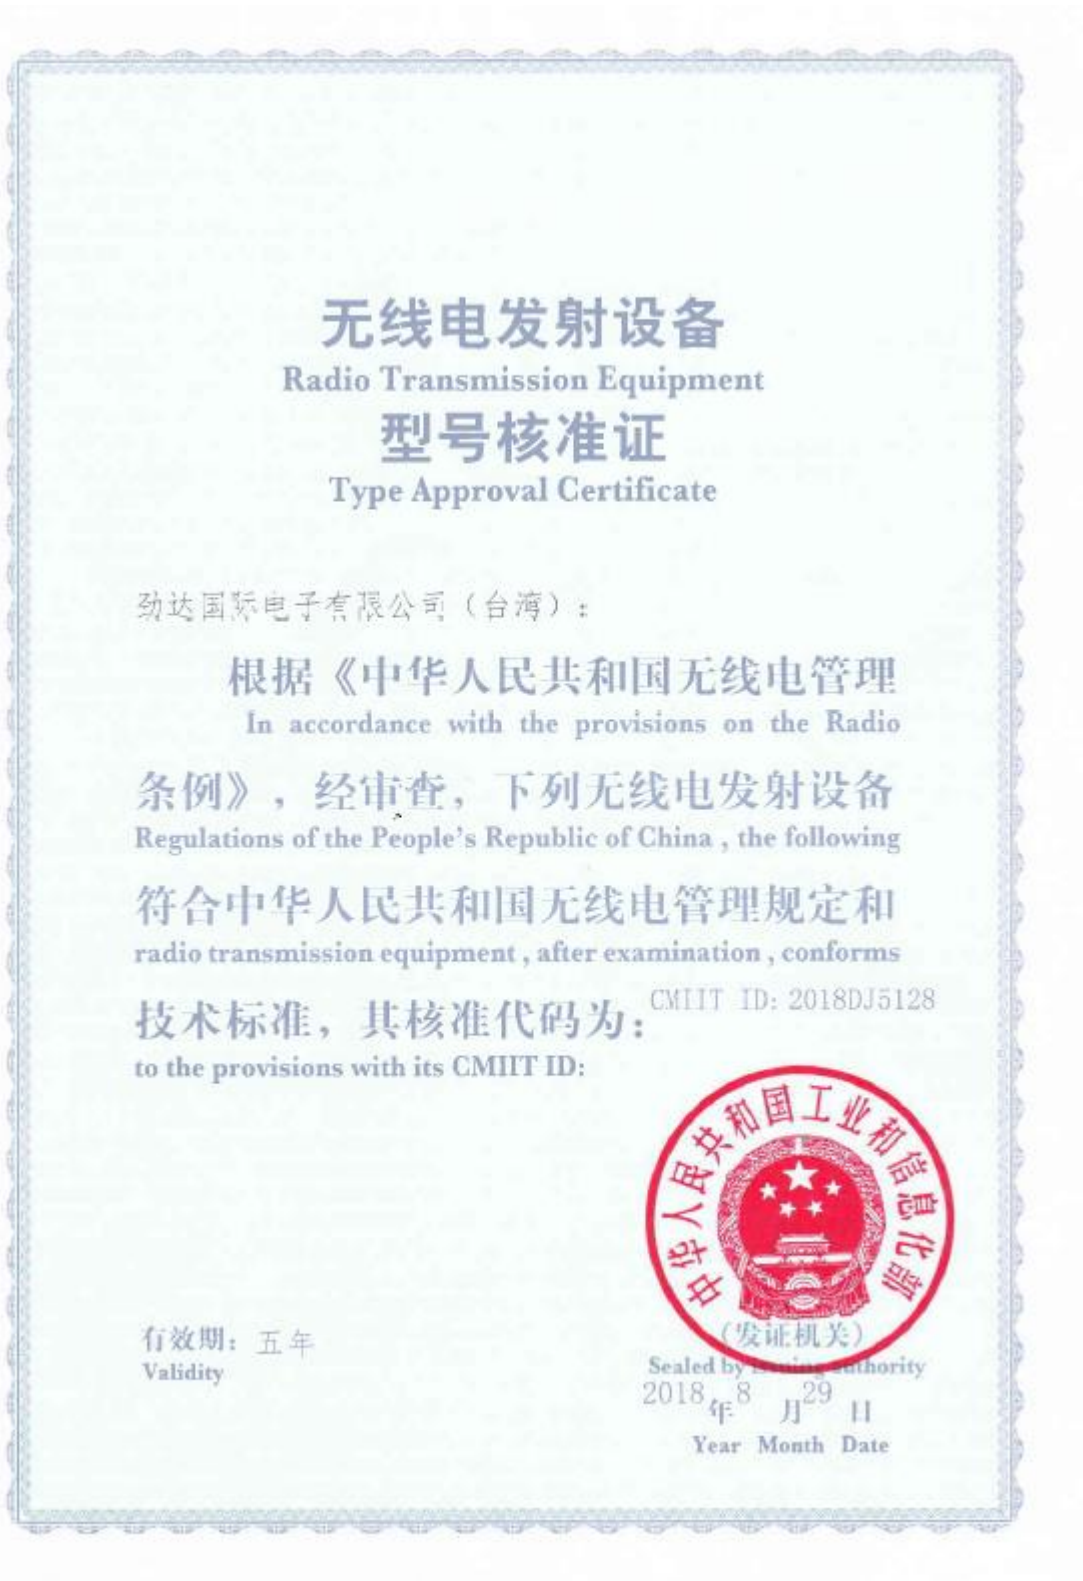 无线电发射设备
Radio Transmission Equipment
型号核准证
Type Approval Certificate
劲达国际电子有限公司（台湾）：
根据《中华人民共和国无线电管理
In accordance with the provisions on the Radio
条例》，经审查，下列无线电发射设备
Regulations of the People's Republic of China , the following
符合中华人民共和国无线电管理规定和
radio transmission equipment , after examination , conforms
技术标准，其核准代码为：CMIIT ID: 2018DJ5128
to the provisions with its CMIIT ID:
中华人民共和国工业和信息化部
有效期：五年
Validity
（发证机关）
Sealed by issuing authority
2018年8月29日
Year Month Date